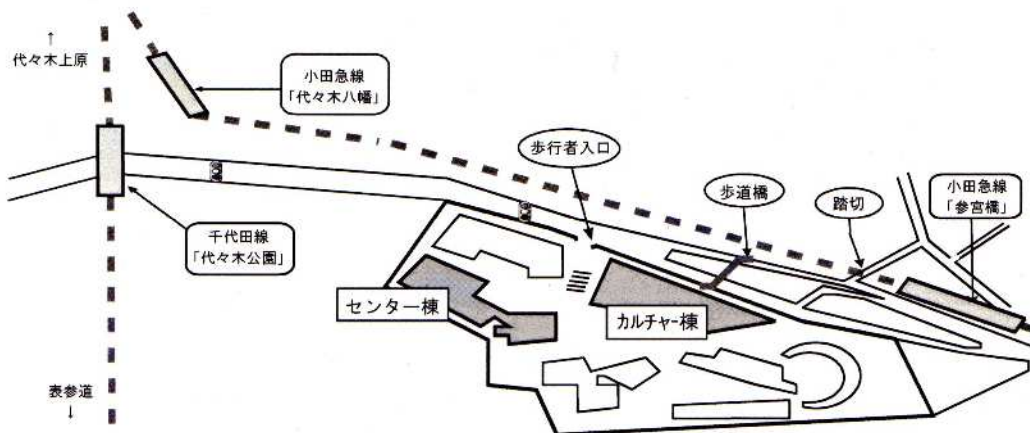 ↑
代々木上原
小田急線
「代々木八幡」
歩行者入口
歩道橋
踏切
小田急線
「参宮橋」
千代田線
「代々木公園」
センター棟
カルチャー棟
表参道
↓